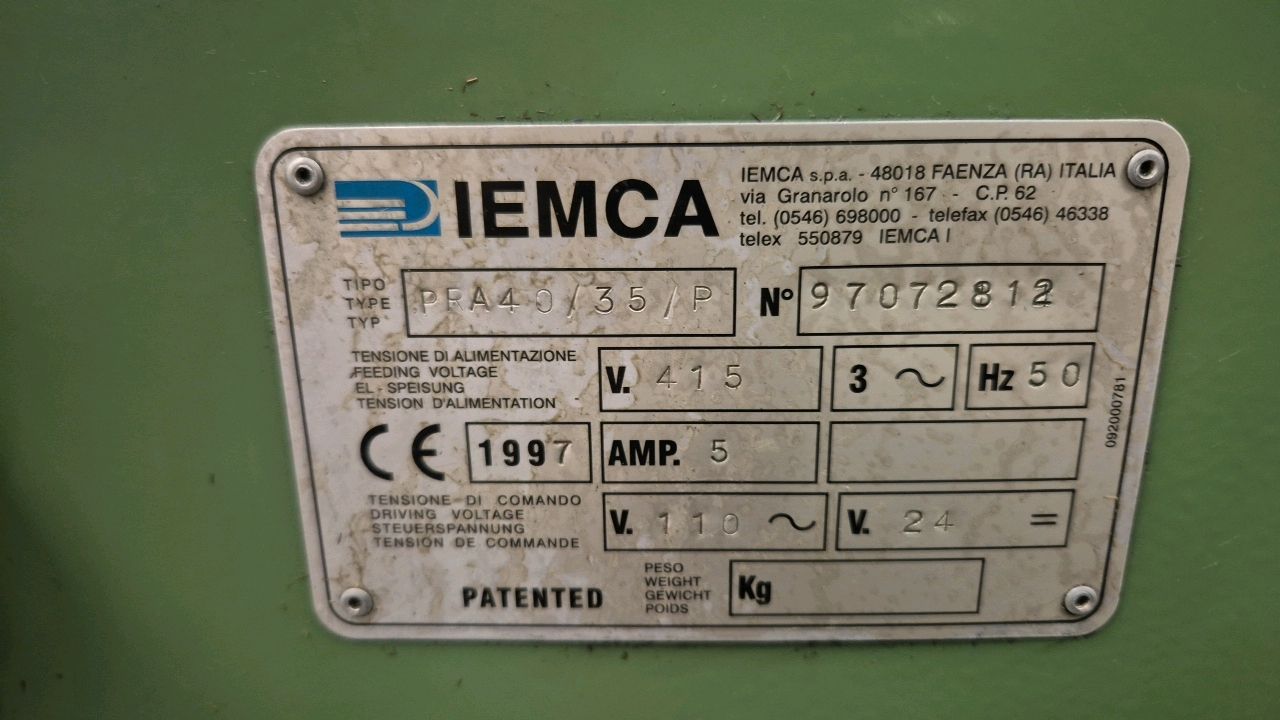 IEMCA
IEMCA s.p.a. - 48018 FAENZA (RA) ITALIA
via Granarolo n° 167 - C.P. 62
tel. (0546) 698000 - telefax (0546) 46338
telex 550879 IEMCA I
TIPO
TYPE
TYP
PRA40/35/P
N° 97072812
TENSIONE DI ALIMENTAZIONE
FEEDING VOLTAGE
EL - SPEISUNG
TENSION D'ALIMENTATION
V. 415
3 ~
Hz 50
CE
1997
AMP. 5
092000781
TENSIONE DI COMANDO
DRIVING VOLTAGE
STEUERSPANNUNG
TENSION DE COMMANDE
V. 110 ~
V. 24 =
PATENTED
PESO
WEIGHT
GEWICHT
POIDS
Kg